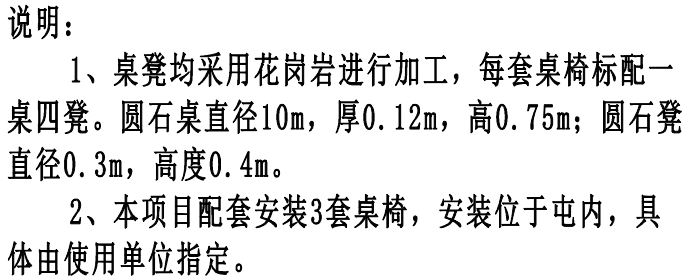 说明：
1、桌凳均采用花岗岩进行加工，每套桌椅标配一
桌四凳。圆石桌直径10m，厚0.12m，高0.75m；圆石凳
直径0.3m，高度0.4m。
2、本项目配套安装3套桌椅，安装位于屯内，具
体由使用单位指定。